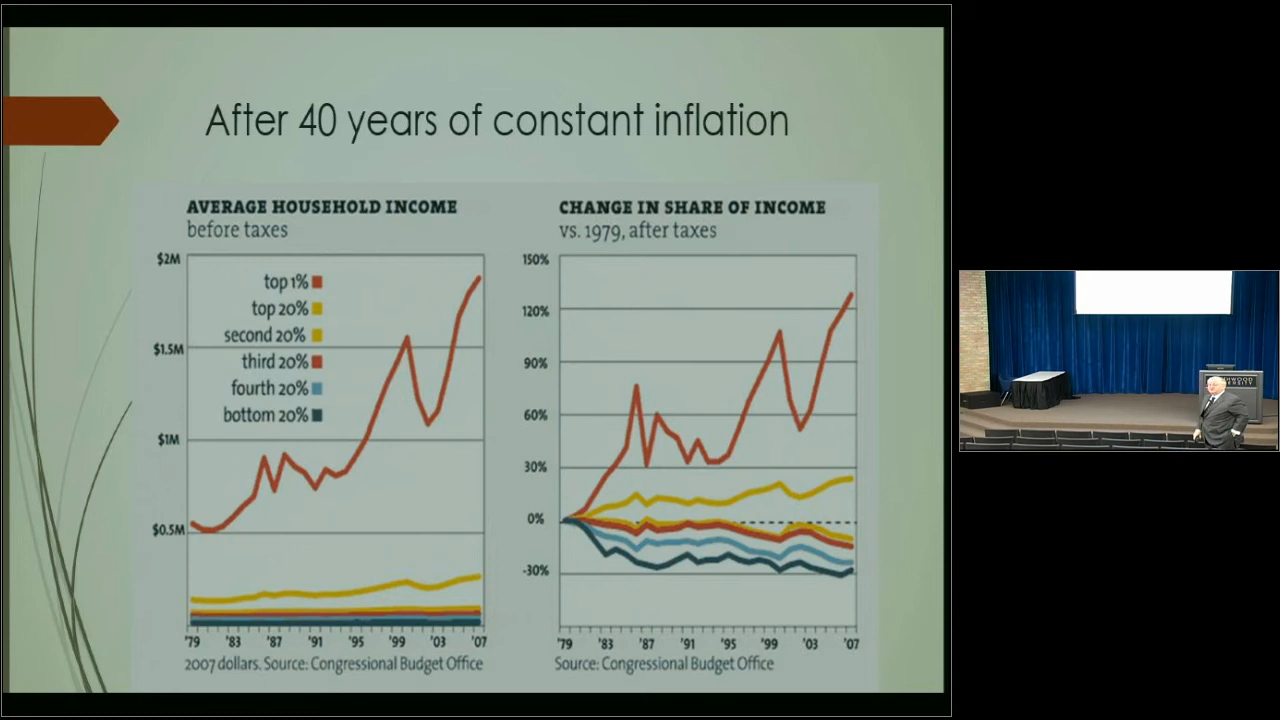 After 40 years of constant inflation
AVERAGE HOUSEHOLD INCOME
before taxes
$2M
$1.5M
$1M
$0.5M
top 1%
top 20%
second 20%
third 20%
fourth 20%
bottom 20%
'79 '83 '87 '91 '95 '99 '03 '07
2007 dollars. Source: Congressional Budget Office
CHANGE IN SHARE OF INCOME
vs. 1979, after taxes
150%
120%
90%
60%
30%
0%
-30%
'79 '83 '87 '91 '95 '99 '03 '07
Source: Congressional Budget Office